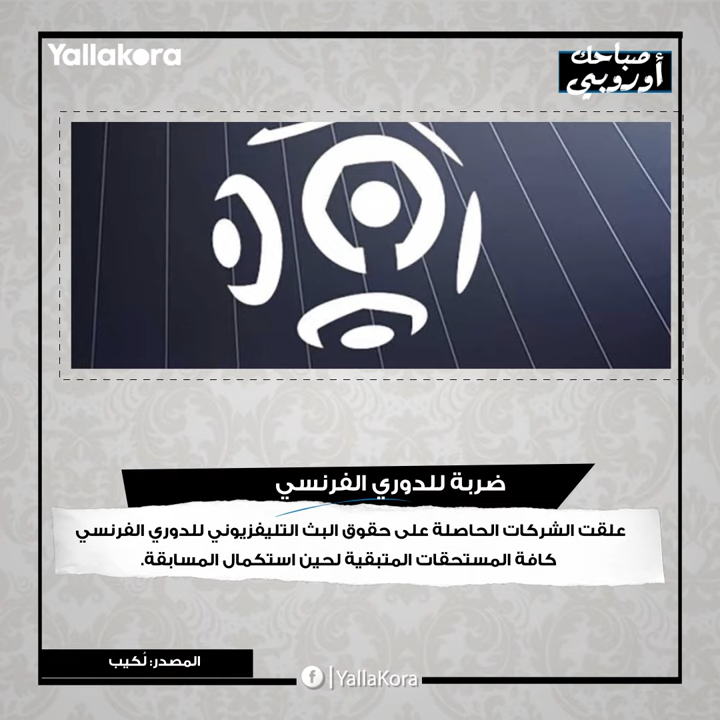 Yallakora
صباحك
أوروبي
ضربة للدوري الفرنسي
علقت الشركات الحاصلة على حقوق البث التليفزيوني للدوري الفرنسي
كافة المستحقات المتبقية لحين استكمال المسابقة.
المصدر: لكيب
f | YallaKora